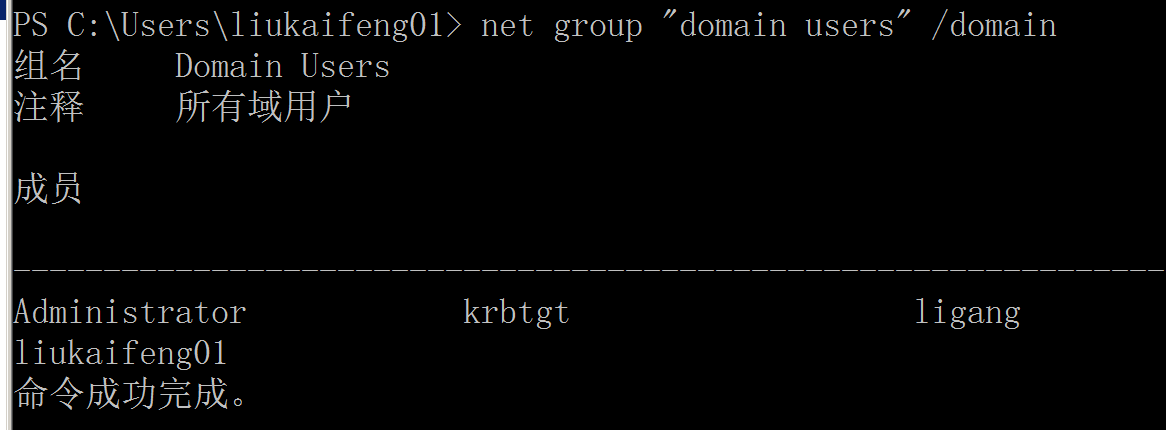 PS C:\Users\liukaifeng01> net group "domain users" /domain
组名 Domain Users
注释 所有域用户
成员
-------------------------------------------------------------------------------
Administrator krbtgt ligang
liukaifeng01
命令成功完成。